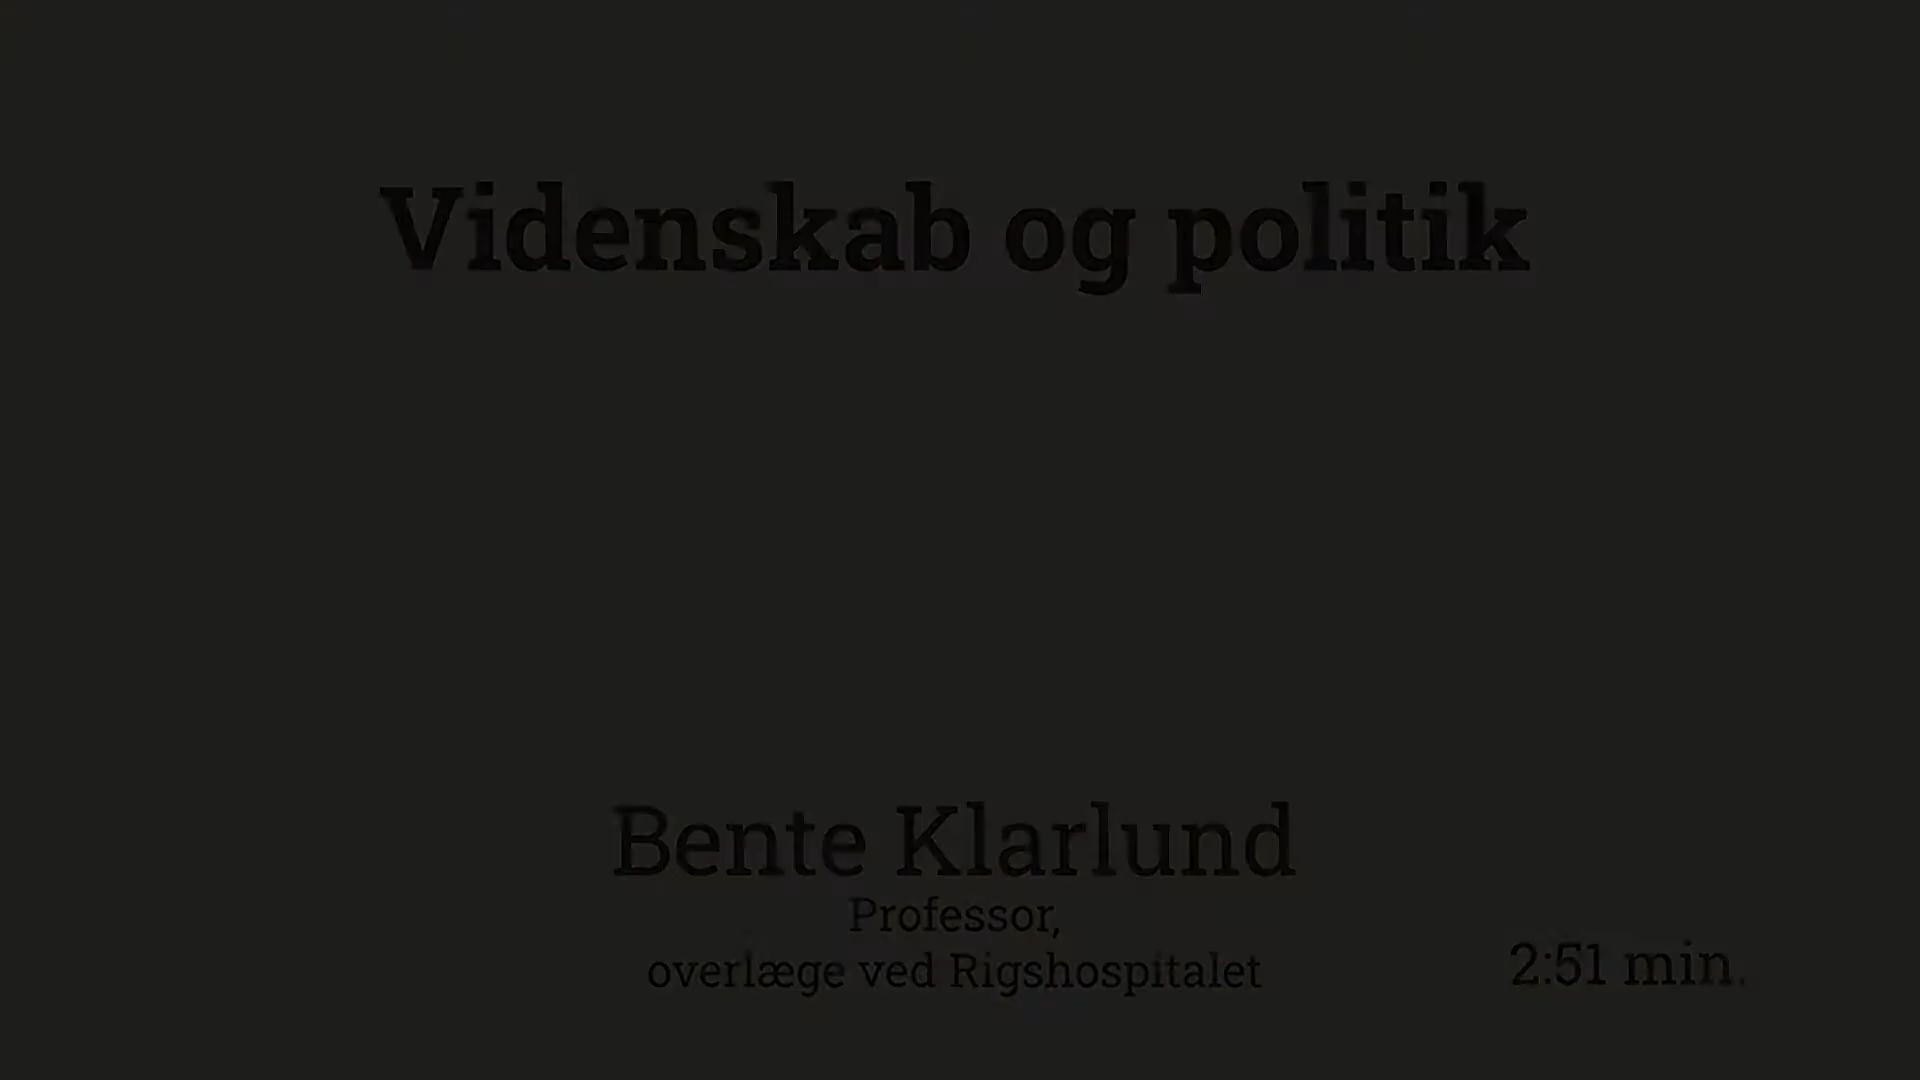 Videnskab og politik
Bente Klarlund
Professor,
overlæge ved Rigshospitalet
2:51 min.